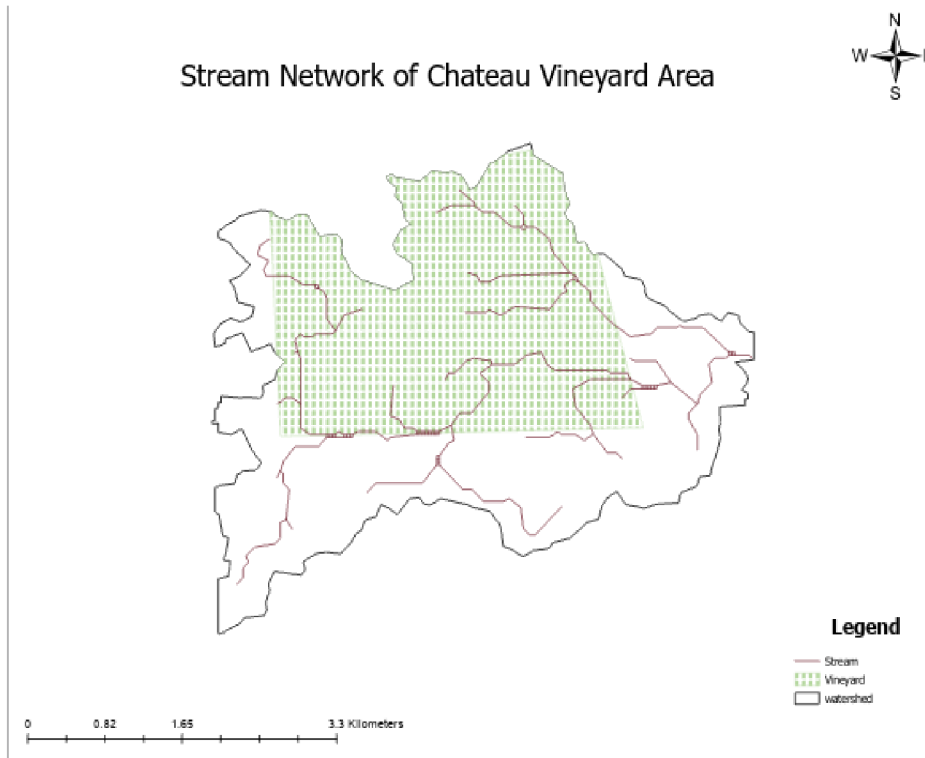 N
W
S
Stream Network of Chateau Vineyard Area
Legend
Stream
Vineyard
watershed
0 0.82 1.65 3.3 Kilometers